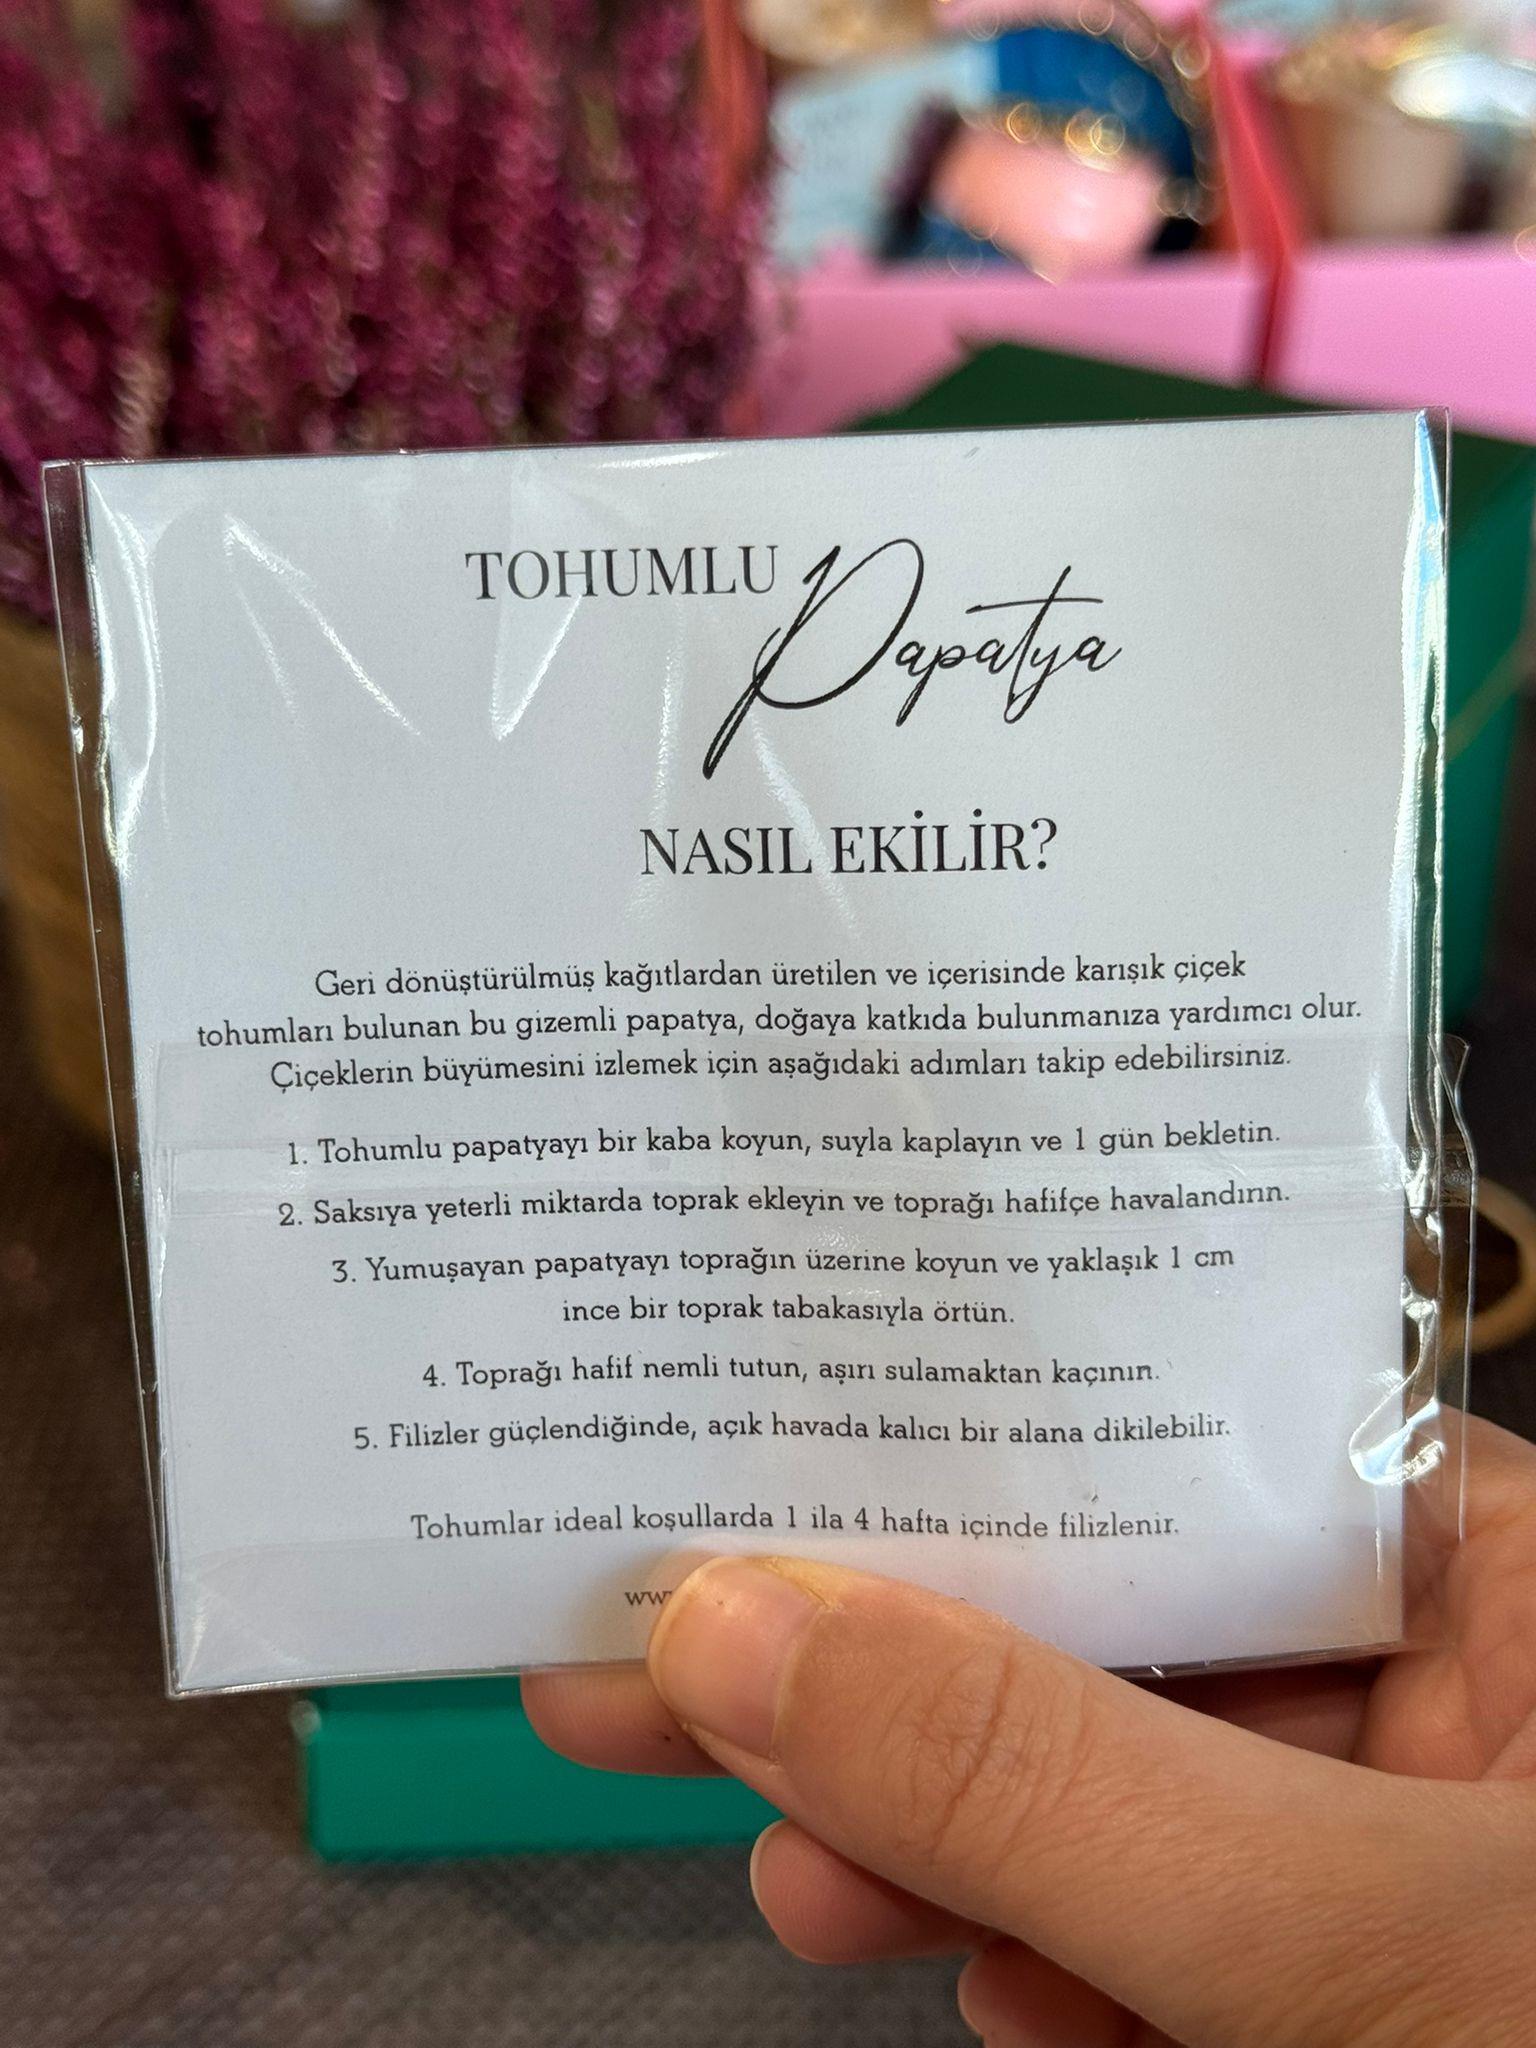 TOHUMLU
Papatya
NASIL EKİLİR?
Geri dönüştürülmüş kağıtlardan üretilen ve içerisinde karışık çiçek
tohumları bulunan bu gizemli papatya, doğaya katkıda bulunmanıza yardımcı olur.
Çiçeklerin büyümesini izlemek için aşağıdaki adımları takip edebilirsiniz.
1. Tohumlu papatyayı bir kaba koyun, suyla kaplayın ve 1 gün bekletin.
2. Saksıya yeterli miktarda toprak ekleyin ve toprağı hafifçe havalandırın.
3. Yumuşayan papatyayı toprağın üzerine koyun ve yaklaşık 1 cm
ince bir toprak tabakasıyla örtün.
4. Toprağı hafif nemli tutun, aşırı sulamaktan kaçının.
5. Filizler güçlendiğinde, açık havada kalıcı bir alana dikilebilir.
Tohumlar ideal koşullarda 1 ila 4 hafta içinde filizlenir.